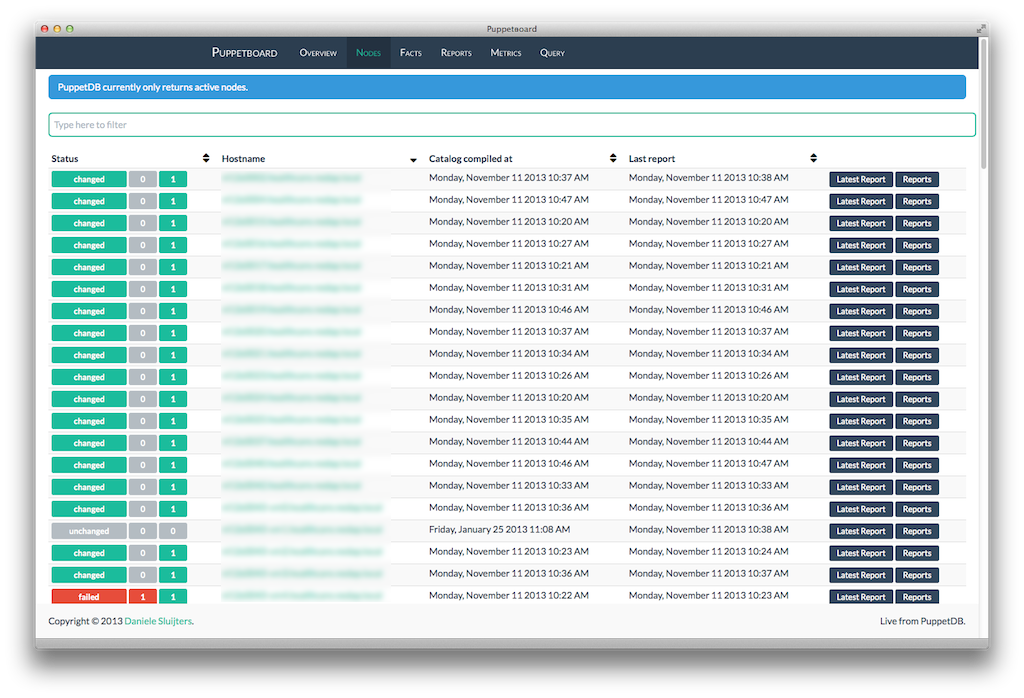 Puppetboard
PUPPETBOARD OVERVIEW NODES FACTS REPORTS METRICS QUERY
PuppetDB currently only returns active nodes.
Type here to filter
Status Hostname Catalog compiled at Last report
changed 0 1 Monday, November 11 2013 10:37 AM Monday, November 11 2013 10:38 AM Latest Report Reports
changed 0 1 Monday, November 11 2013 10:47 AM Monday, November 11 2013 10:47 AM Latest Report Reports
changed 0 1 Monday, November 11 2013 10:20 AM Monday, November 11 2013 10:20 AM Latest Report Reports
changed 0 1 Monday, November 11 2013 10:27 AM Monday, November 11 2013 10:27 AM Latest Report Reports
changed 0 1 Monday, November 11 2013 10:21 AM Monday, November 11 2013 10:21 AM Latest Report Reports
changed 0 1 Monday, November 11 2013 10:31 AM Monday, November 11 2013 10:31 AM Latest Report Reports
changed 0 1 Monday, November 11 2013 10:46 AM Monday, November 11 2013 10:46 AM Latest Report Reports
changed 0 1 Monday, November 11 2013 10:37 AM Monday, November 11 2013 10:37 AM Latest Report Reports
changed 0 1 Monday, November 11 2013 10:34 AM Monday, November 11 2013 10:34 AM Latest Report Reports
changed 0 1 Monday, November 11 2013 10:26 AM Monday, November 11 2013 10:26 AM Latest Report Reports
changed 0 1 Monday, November 11 2013 10:20 AM Monday, November 11 2013 10:20 AM Latest Report Reports
changed 0 1 Monday, November 11 2013 10:35 AM Monday, November 11 2013 10:35 AM Latest Report Reports
changed 0 1 Monday, November 11 2013 10:44 AM Monday, November 11 2013 10:44 AM Latest Report Reports
changed 0 1 Monday, November 11 2013 10:46 AM Monday, November 11 2013 10:47 AM Latest Report Reports
changed 0 1 Monday, November 11 2013 10:33 AM Monday, November 11 2013 10:33 AM Latest Report Reports
changed 0 1 Monday, November 11 2013 10:36 AM Monday, November 11 2013 10:36 AM Latest Report Reports
unchanged 0 0 Friday, January 25 2013 11:08 AM Monday, November 11 2013 10:38 AM Latest Report Reports
changed 0 1 Monday, November 11 2013 10:23 AM Monday, November 11 2013 10:24 AM Latest Report Reports
changed 0 1 Monday, November 11 2013 10:36 AM Monday, November 11 2013 10:37 AM Latest Report Reports
failed 1 1 Monday, November 11 2013 10:22 AM Monday, November 11 2013 10:23 AM Latest Report Reports
Copyright © 2013 Daniele Sluijters. Live from PuppetDB.